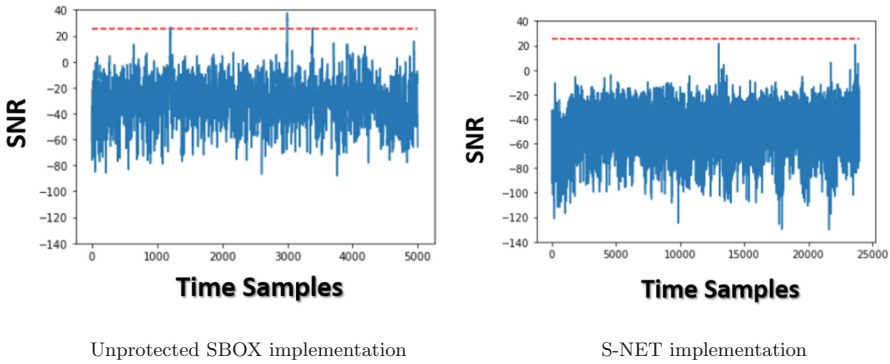 40
20
0
−20
−40
−60
−80
−100
−120
−140
SNR
0 1000 2000 3000 4000 5000
Time Samples
Unprotected SBOX implementation
40
20
0
−20
−40
−60
−80
−100
−120
−140
SNR
0 5000 10000 15000 20000 25000
Time Samples
S-NET implementation